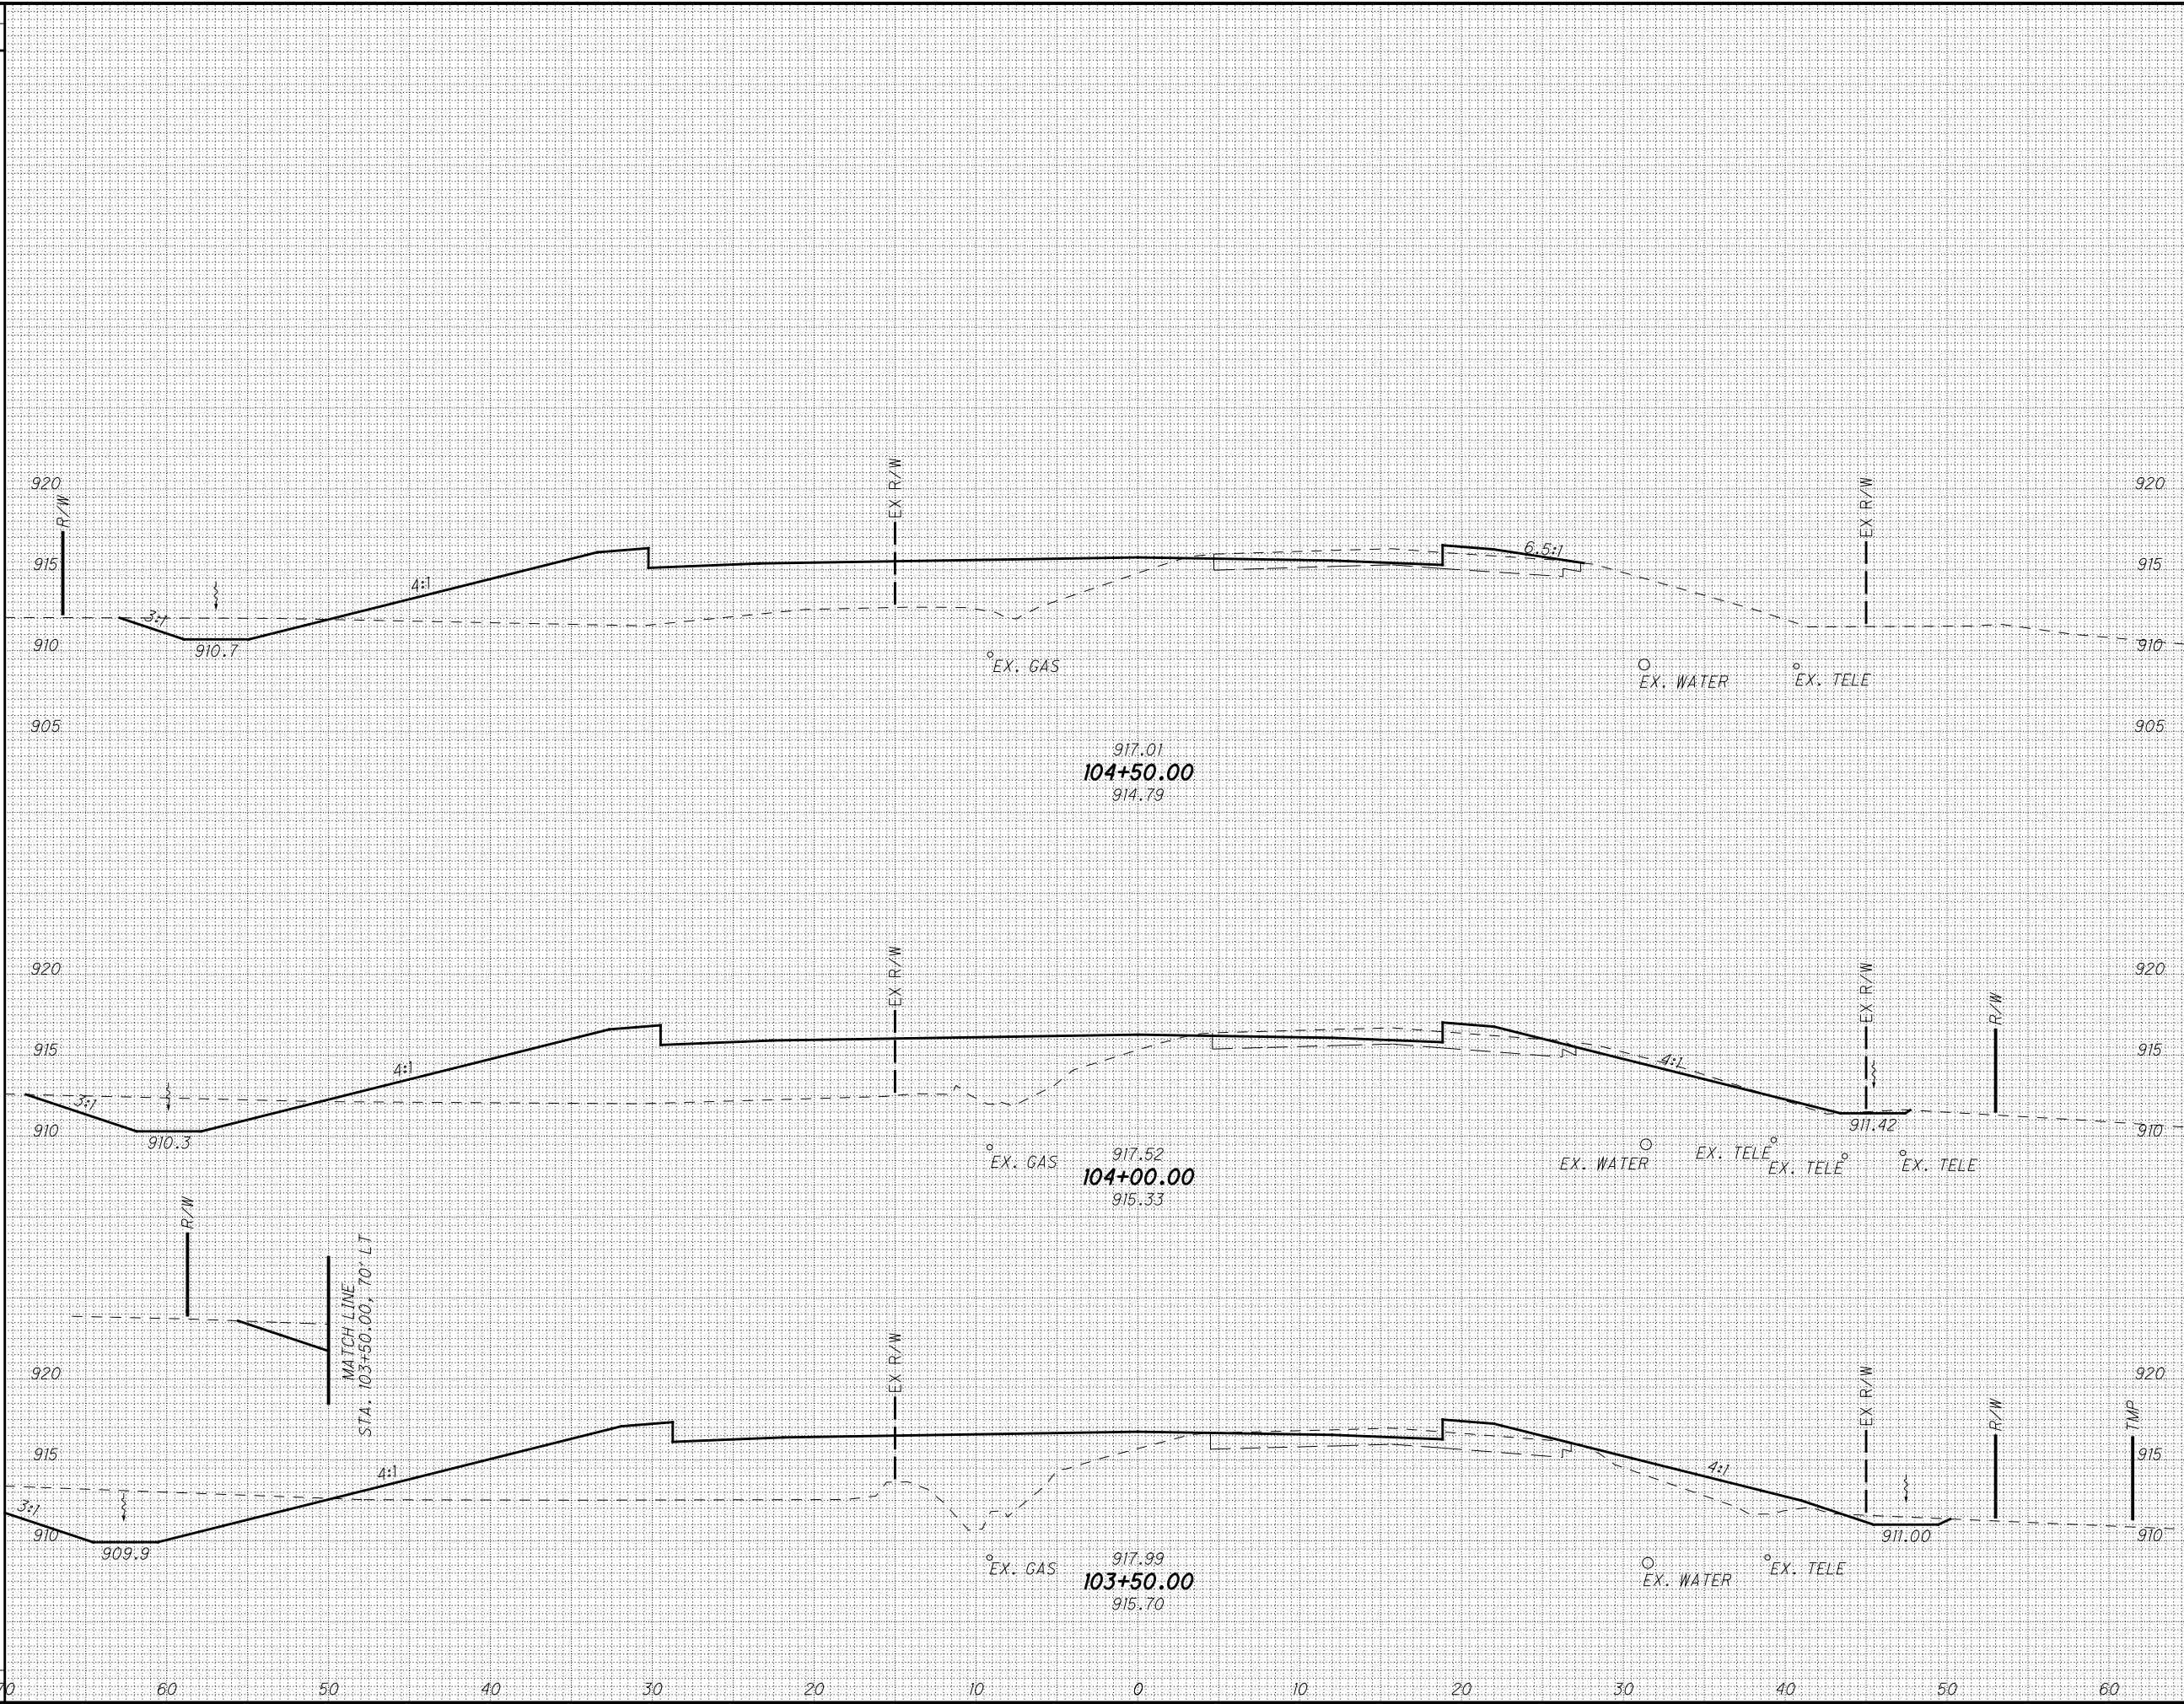 EX R/W
EX R/W
920
920
R/W
6.5:1
915
915
4:1
3:1
910
910.7
910
EX. GAS
EX. WATER
EX. TELE
905
905
917.01
104+50.00
914.79
EX R/W
EX R/W
920
920
R/W
915
915
4:1
4:1
3:1
910
911.42
910
910.3
EX. GAS
EX. WATER
EX. TELE
EX. TELE
EX. TELE
917.52
104+00.00
915.33
R/W
MATCH LINE
STA. 103+50.00, 70' LT
EX R/W
EX R/W
920
920
R/W
TMP
915
915
4:1
4:1
3:1
910
911.00
910
909.9
EX. GAS
EX. WATER
EX. TELE
917.99
103+50.00
915.70
70 60 50 40 30 20 10 0 10 20 30 40 50 60